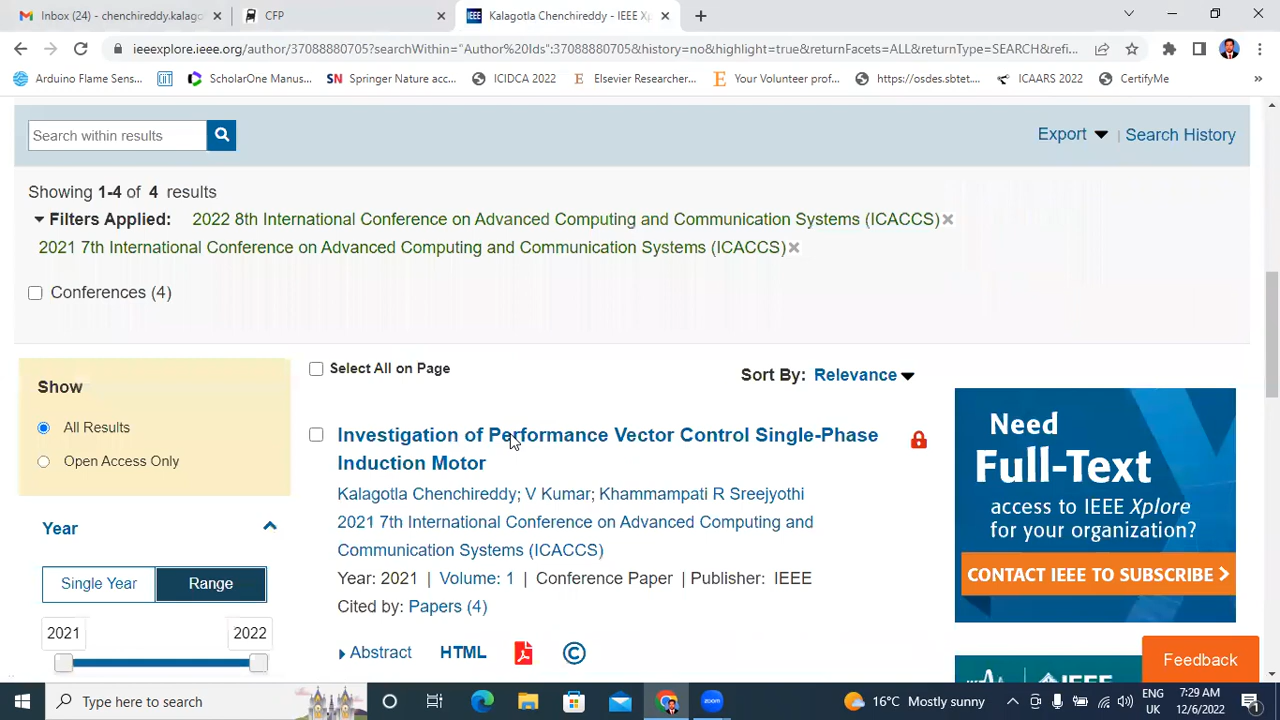 Inbox (24) - chenchireddy.kalag
CFP
Kalagotla Chenchireddy - IEEE Xp
ieeexplore.ieee.org/author/37088880705?searchWithin="Author%20Ids":37088880705&history=no&highlight=true&returnFacets=ALL&returnType=SEARCH&refi...
Arduino Flame Sens... ScholarOne Manus... SN Springer Nature acc... ICIDCA 2022 E Elsevier Researcher... E Your Volunteer prof... https://osdes.sbtet.... ICAARS 2022 CertifyMe »
Search within results Export | Search History
Showing 1-4 of 4 results
Filters Applied: 2022 8th International Conference on Advanced Computing and Communication Systems (ICACCS) ×
2021 7th International Conference on Advanced Computing and Communication Systems (ICACCS) ×
Conferences (4)
Show
All Results
Open Access Only
Year
Single Year Range
2021 2022
Select All on Page
Sort By: Relevance
Investigation of Performance Vector Control Single-Phase
Induction Motor
Kalagotla Chenchireddy; V Kumar; Khammampati R Sreejyothi
2021 7th International Conference on Advanced Computing and
Communication Systems (ICACCS)
Year: 2021 | Volume: 1 | Conference Paper | Publisher: IEEE
Cited by: Papers (4)
Abstract HTML ©
Need
Full-Text
access to IEEE Xplore
for your organization?
CONTACT IEEE TO SUBSCRIBE >
Feedback
Type here to search
zoom
16°C Mostly sunny
ENG
UK
7:29 AM
12/6/2022
1